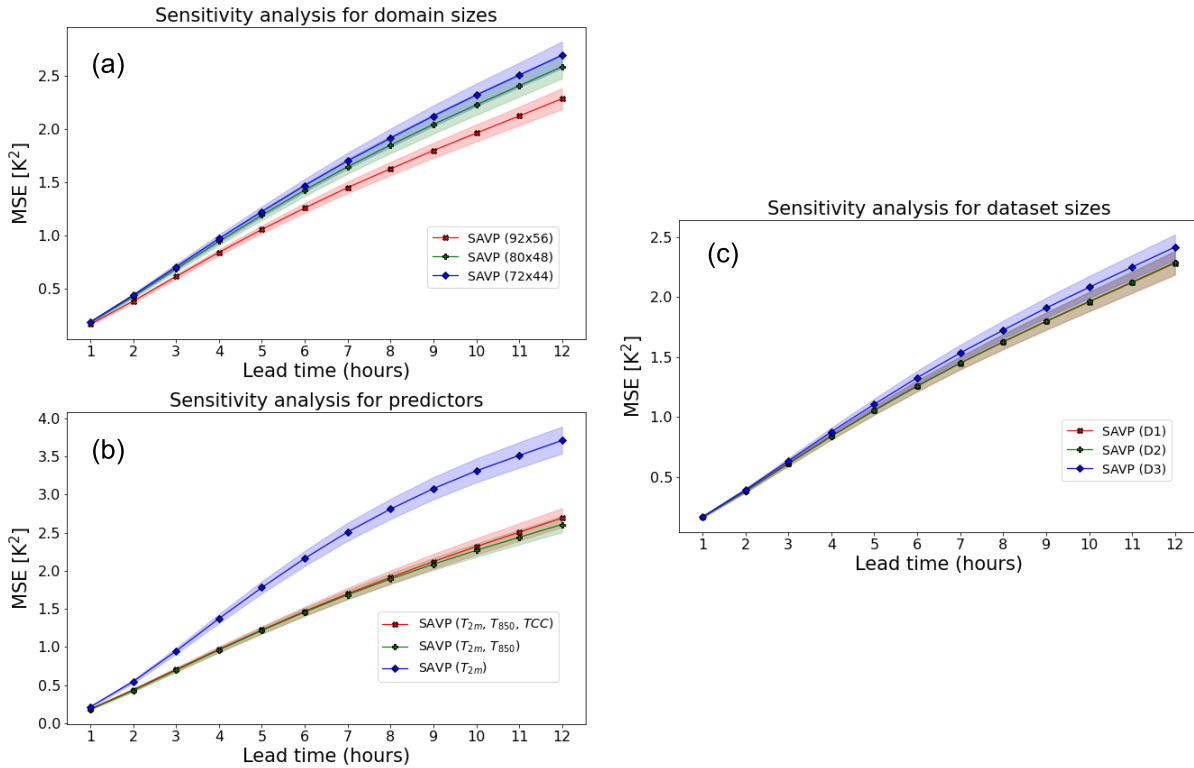 Sensitivity analysis for domain sizes
(a)
MSE [K²]
2.5
2.0
1.5
1.0
0.5
SAVP (92x56)
SAVP (80x48)
SAVP (72x44)
1 2 3 4 5 6 7 8 9 10 11 12
Lead time (hours)
Sensitivity analysis for predictors
(b)
MSE [K²]
4.0
3.5
3.0
2.5
2.0
1.5
1.0
0.5
0.0
SAVP (T₂ₘ, T₈₅₀, TCC)
SAVP (T₂ₘ, T₈₅₀)
SAVP (T₂ₘ)
1 2 3 4 5 6 7 8 9 10 11 12
Lead time (hours)
Sensitivity analysis for dataset sizes
(c)
MSE [K²]
2.5
2.0
1.5
1.0
0.5
SAVP (D1)
SAVP (D2)
SAVP (D3)
1 2 3 4 5 6 7 8 9 10 11 12
Lead time (hours)